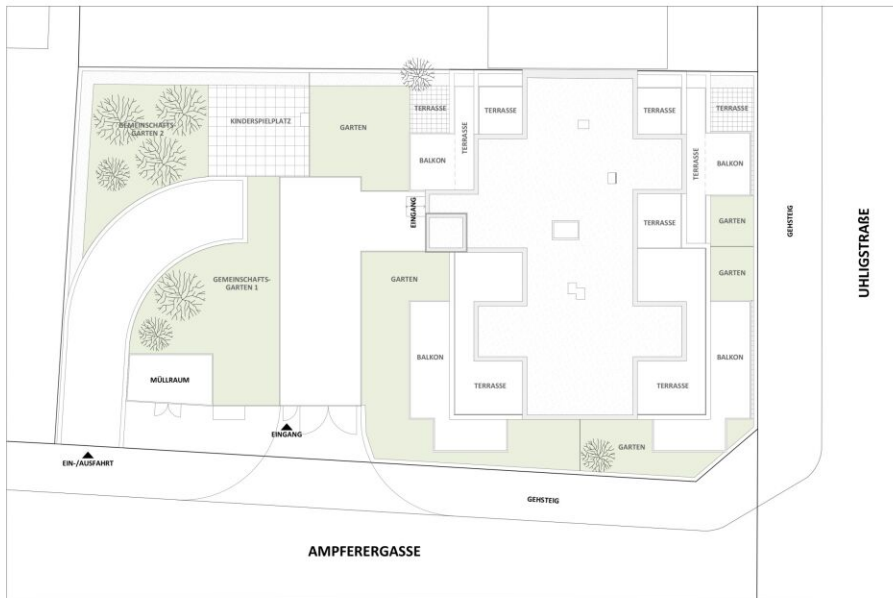 GEMEINSCHAFTS-
GARTEN 2
KINDERSPIELPLATZ
GARTEN
TERRASSE
TERRASSE
TERRASSE
BALKON
EINGANG
TERRASSE
TERRASSE
TERRASSE
BALKON
TERRASSE
GARTEN
GARTEN
GEHSTEIG
UHLIGSTRAßE
GEMEINSCHAFTS-
GARTEN 1
GARTEN
BALKON
TERRASSE
TERRASSE
BALKON
MÜLLRAUM
EINGANG
GARTEN
EIN-/AUSFAHRT
GEHSTEIG
AMPFERERGASSE